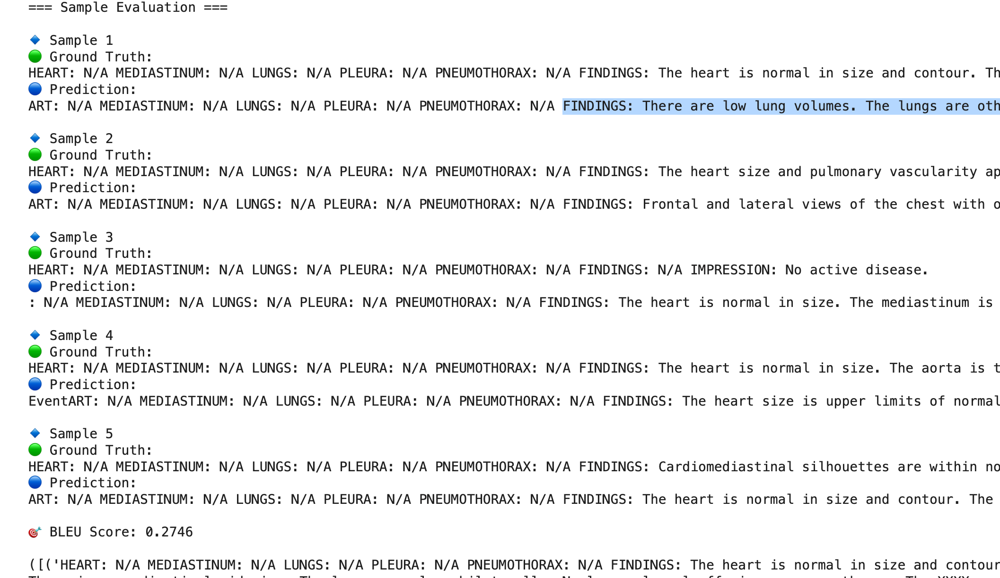 === Sample Evaluation ===
🔹 Sample 1
🟢 Ground Truth:
HEART: N/A MEDIASTINUM: N/A LUNGS: N/A PLEURA: N/A PNEUMOTHORAX: N/A FINDINGS: The heart is normal in size and contour. Th
🔵 Prediction:
ART: N/A MEDIASTINUM: N/A LUNGS: N/A PLEURA: N/A PNEUMOTHORAX: N/A FINDINGS: There are low lung volumes. The lungs are oth
🔹 Sample 2
🟢 Ground Truth:
HEART: N/A MEDIASTINUM: N/A LUNGS: N/A PLEURA: N/A PNEUMOTHORAX: N/A FINDINGS: The heart size and pulmonary vascularity ap
🔵 Prediction:
ART: N/A MEDIASTINUM: N/A LUNGS: N/A PLEURA: N/A PNEUMOTHORAX: N/A FINDINGS: Frontal and lateral views of the chest with o
🔹 Sample 3
🟢 Ground Truth:
HEART: N/A MEDIASTINUM: N/A LUNGS: N/A PLEURA: N/A PNEUMOTHORAX: N/A FINDINGS: N/A IMPRESSION: No active disease.
🔵 Prediction:
: N/A MEDIASTINUM: N/A LUNGS: N/A PLEURA: N/A PNEUMOTHORAX: N/A FINDINGS: The heart is normal in size. The mediastinum is
🔹 Sample 4
🟢 Ground Truth:
HEART: N/A MEDIASTINUM: N/A LUNGS: N/A PLEURA: N/A PNEUMOTHORAX: N/A FINDINGS: The heart is normal in size. The aorta is t
🔵 Prediction:
EventART: N/A MEDIASTINUM: N/A LUNGS: N/A PLEURA: N/A PNEUMOTHORAX: N/A FINDINGS: The heart size is upper limits of normal
🔹 Sample 5
🟢 Ground Truth:
HEART: N/A MEDIASTINUM: N/A LUNGS: N/A PLEURA: N/A PNEUMOTHORAX: N/A FINDINGS: Cardiomediastinal silhouettes are within no
🔵 Prediction:
ART: N/A MEDIASTINUM: N/A LUNGS: N/A PLEURA: N/A PNEUMOTHORAX: N/A FINDINGS: The heart is normal in size and contour. The
🎯 BLEU Score: 0.2746
([('HEART: N/A MEDIASTINUM: N/A LUNGS: N/A PLEURA: N/A PNEUMOTHORAX: N/A FINDINGS: The heart is normal in size and contour